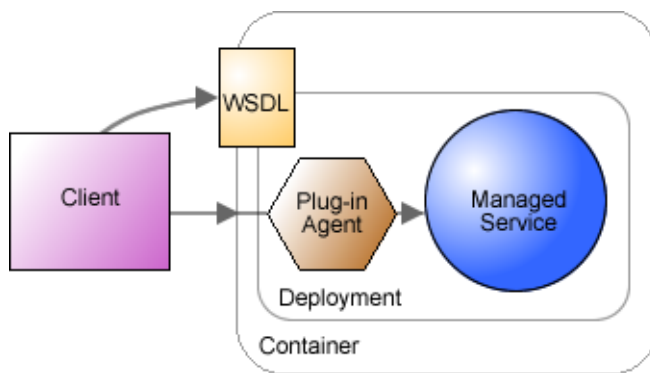 WSDL
Client
Plug-in
Agent
Managed
Service
Deployment
Container